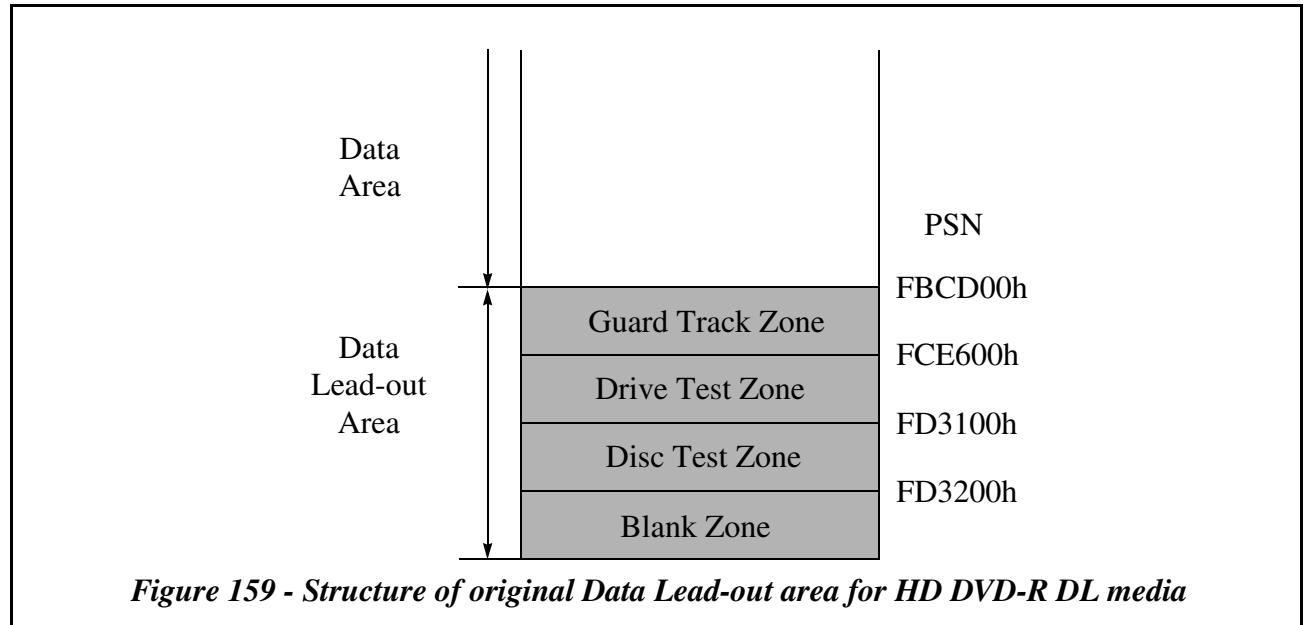 Data
Area
PSN
FBCD00h
Guard Track Zone
FCE600h
Data
Lead-out
Area
Drive Test Zone
FD3100h
Disc Test Zone
FD3200h
Blank Zone
Figure 159 - Structure of original Data Lead-out area for HD DVD-R DL media